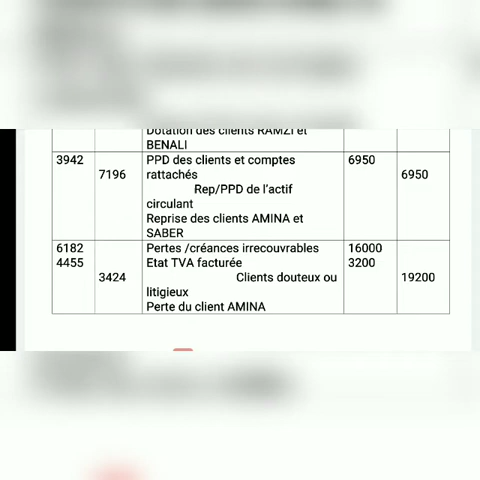 Dotation des clients RAMZI et
BENALI
3942 PPD des clients et comptes 6950
7196 rattachés 6950
Rep/PPD de l'actif
circulant
Reprise des clients AMINA et
SABER
6182 Pertes /créances irrecouvrables 16000
4455 Etat TVA facturée 3200
3424 Clients douteux ou 19200
litigieux
Perte du client AMINA